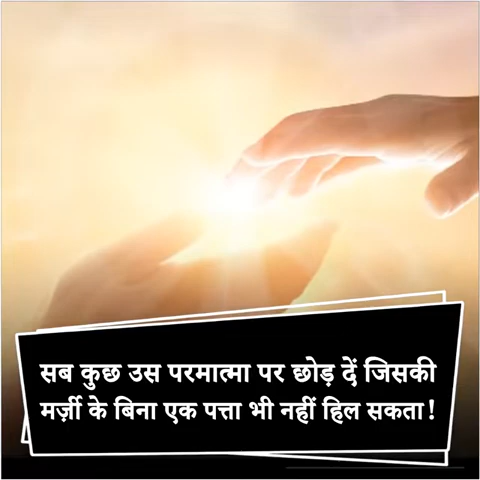 सब कुछ उस परमात्मा पर छोड़ दें जिसकी
मर्ज़ी के बिना एक पत्ता भी नहीं हिल सकता!